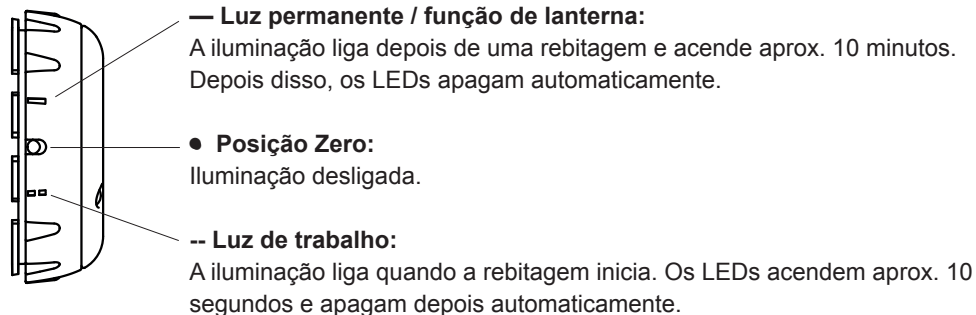 — Luz permanente / função de lanterna:
A iluminação liga depois de uma rebitagem e acende aprox. 10 minutos.
Depois disso, os LEDs apagam automaticamente.
● Posição Zero:
Iluminação desligada.
-- Luz de trabalho:
A iluminação liga quando a rebitagem inicia. Os LEDs acendem aprox. 10
segundos e apagam depois automaticamente.